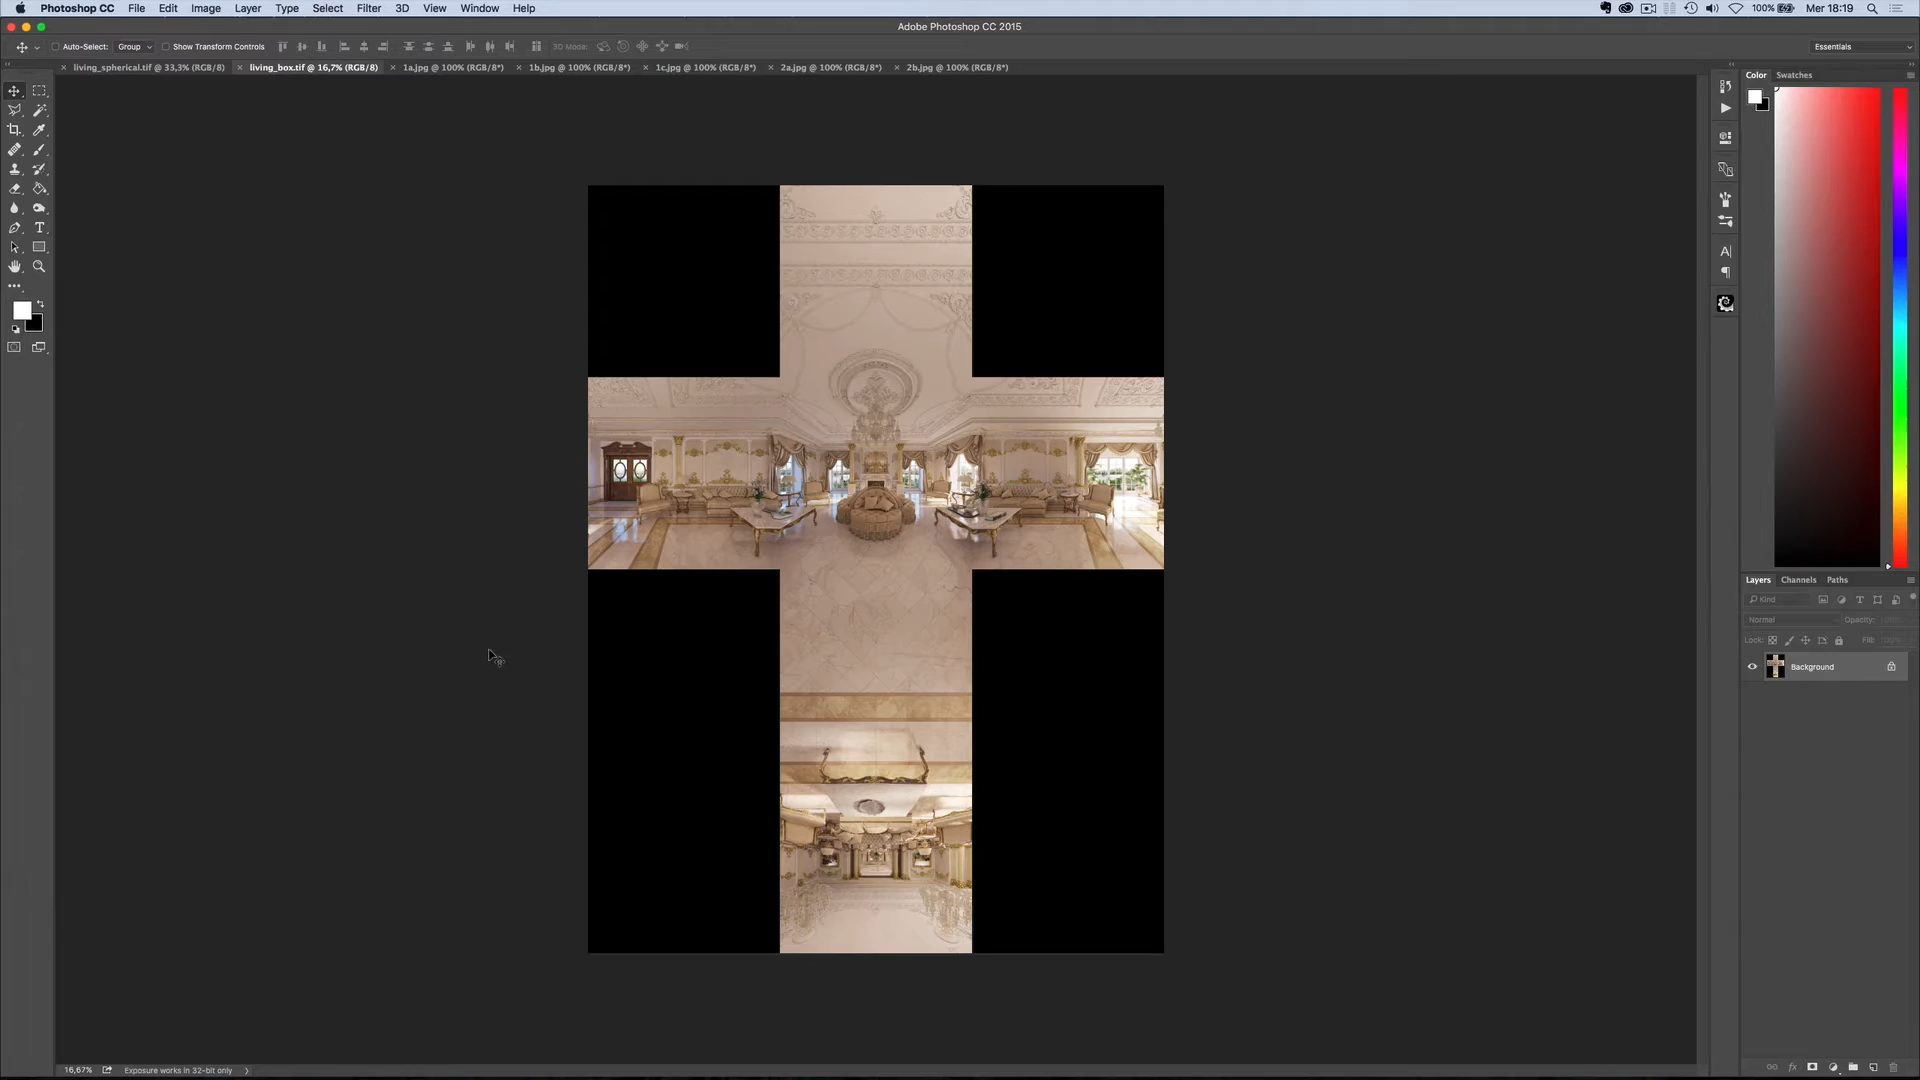 Photoshop CC File Edit Image Layer Type Select Filter 3D View Window Help 100% Mer 18:19
Adobe Photoshop CC 2015
Auto-Select: Group Show Transform Controls 3D Mode: Essentials
living_spherical.tif @ 33,3% (RGB/8) living_box.tif @ 16,7% (RGB/8) 1a.jpg @ 100% (RGB/8*) 1b.jpg @ 100% (RGB/8*) 1c.jpg @ 100% (RGB/8*) 2a.jpg @ 100% (RGB/8*) 2b.jpg @ 100% (RGB/8*)
Color Swatches
Layers Channels Paths
Kind
Normal Opacity:
Lock: Fill:
Background
16,67% Exposure works in 32-bit only